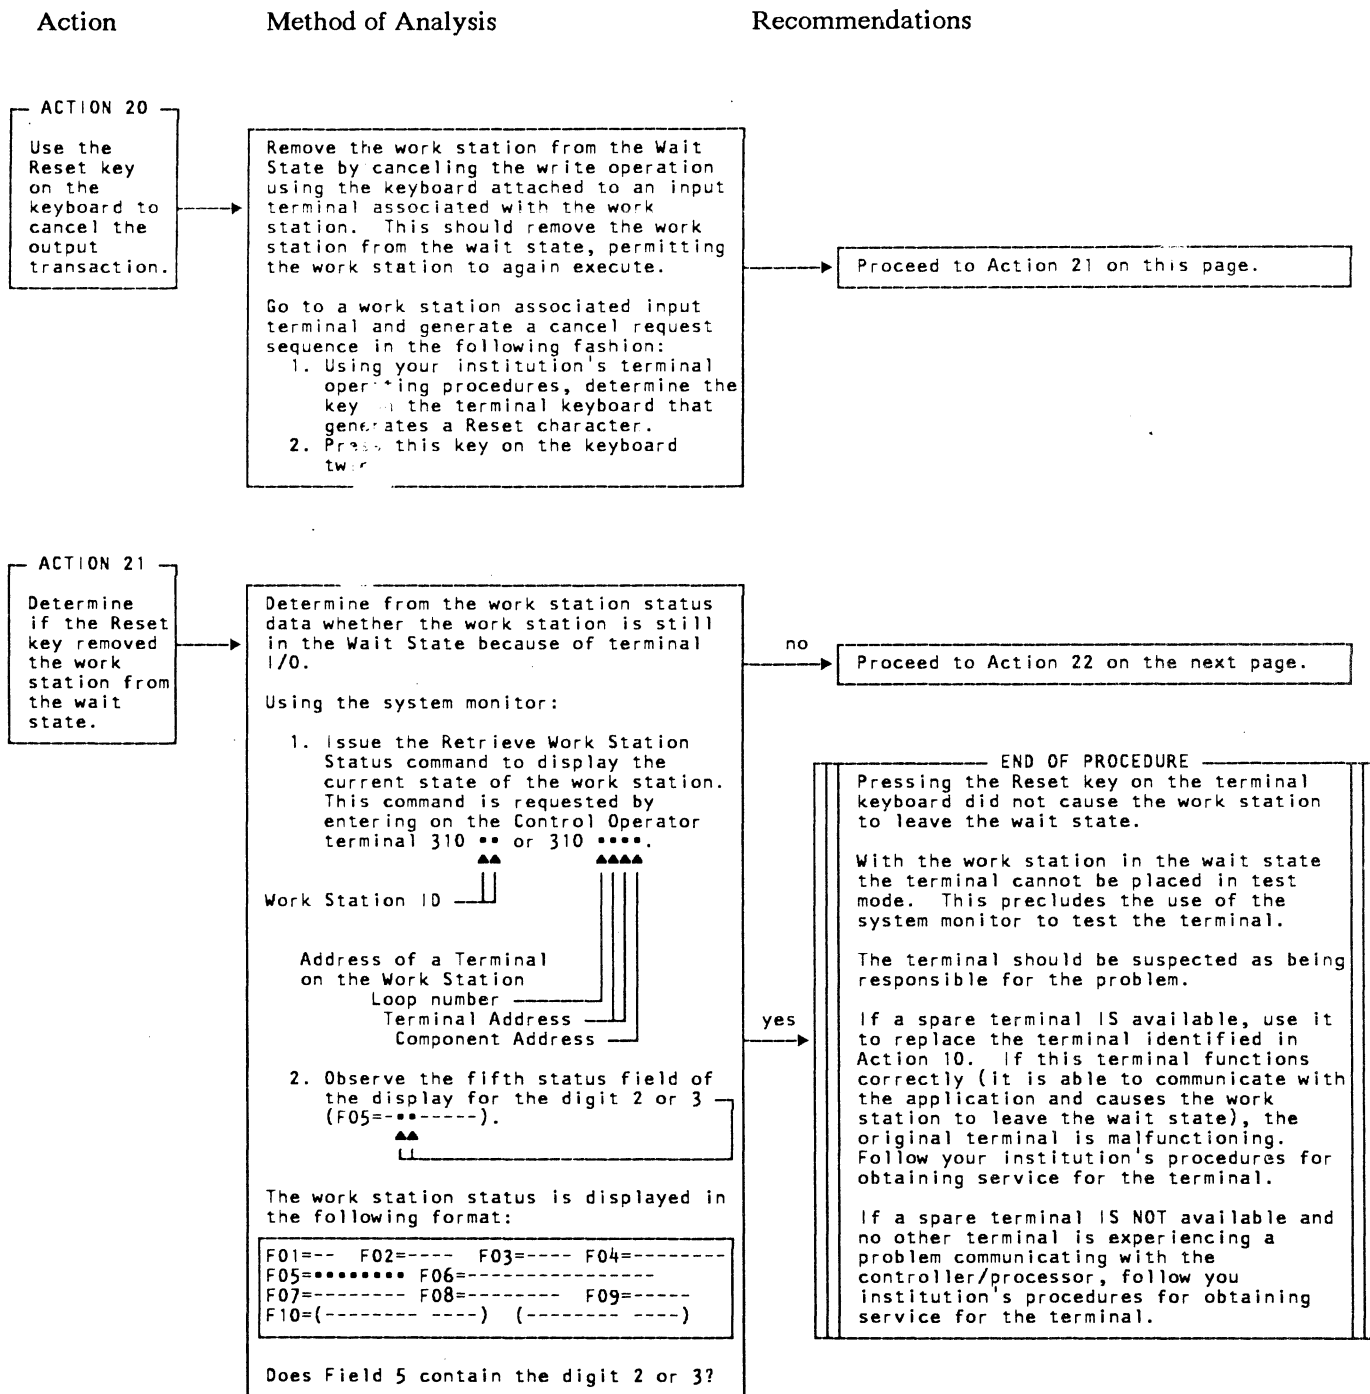 Action Method of Analysis Recommendations
ACTION 20
Use the
Reset key
on the
keyboard to
cancel the
output
transaction.
Remove the work station from the Wait
State by canceling the write operation
using the keyboard attached to an input
terminal associated with the work
station. This should remove the work
station from the wait state, permitting
the work station to again execute.
Go to a work station associated input
terminal and generate a cancel request
sequence in the following fashion:
1. Using your institution's terminal
procedures, determine the
key the terminal keyboard that
generates a Reset character.
2. Press this key on the keyboard
Proceed to Action 21 on this page.
ACTION 21
Determine
if the Reset
key removed
the work
station from
the wait
state.
Determine from the work station status
data whether the work station is still
in the Wait State because of terminal
I/O.
Using the system monitor:
1. Issue the Retrieve Work Station
Status command to display the
current state of the work station.
This command is requested by
entering on the Control Operator
terminal 310 •• or 310 ••••.
Work Station ID
Address of a Terminal
on the Work Station
Loop number
Terminal Address
Component Address
2. Observe the fifth status field of
the display for the digit 2 or 3
(F05=-••-----).
The work station status is displayed in
the following format:
F01=-- F02=---- F03=---- F04=--------
F05=•••••••• F06=----------------
F07=-------- F08=-------- F09=-----
F10=(-------- ----) (-------- ----)
Does Field 5 contain the digit 2 or 3?
no
Proceed to Action 22 on the next page.
yes
END OF PROCEDURE
Pressing the Reset key on the terminal
keyboard did not cause the work station
to leave the wait state.
With the work station in the wait state
the terminal cannot be placed in test
mode. This precludes the use of the
system monitor to test the terminal.
The terminal should be suspected as being
responsible for the problem.
If a spare terminal IS available, use it
to replace the terminal identified in
Action 10. If this terminal functions
correctly (it is able to communicate with
the application and causes the work
station to leave the wait state), the
original terminal is malfunctioning.
Follow your institution's procedures for
obtaining service for the terminal.
If a spare terminal IS NOT available and
no other terminal is experiencing a
problem communicating with the
controller/processor, follow you
institution's procedures for obtaining
service for the terminal.